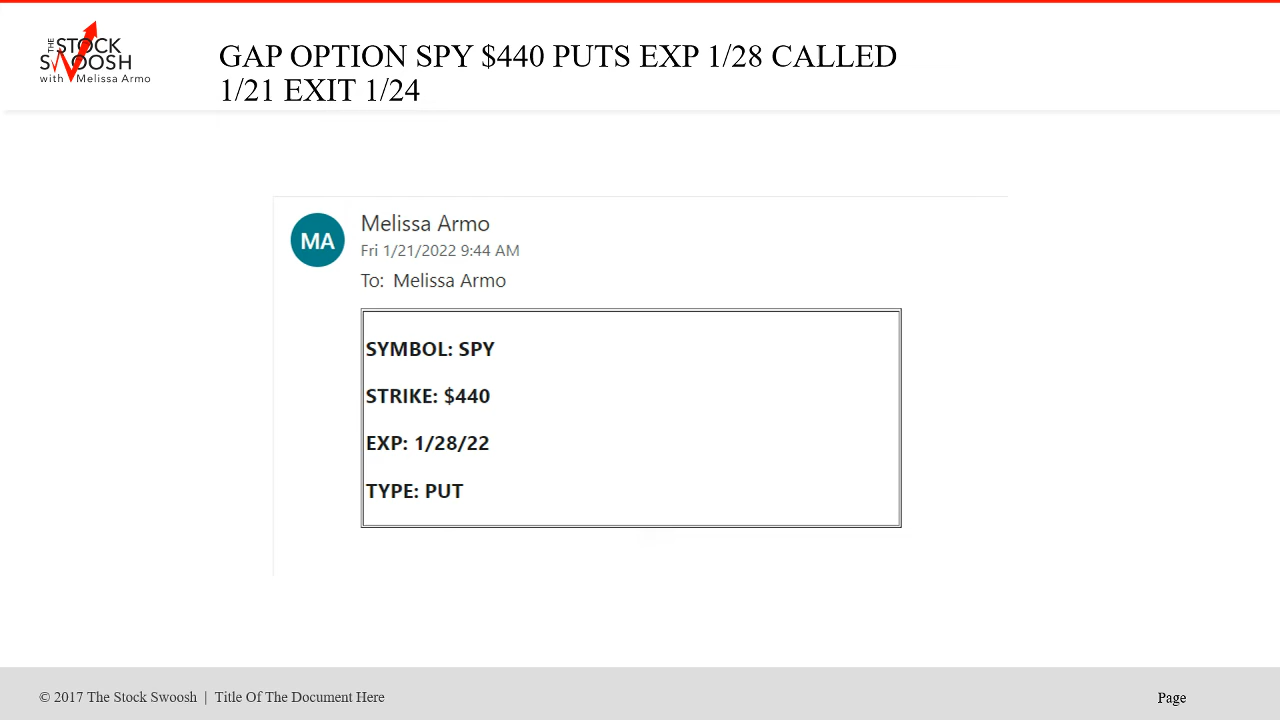 THE
STOCK
SWOOSH
with Melissa Armo
GAP OPTION SPY $440 PUTS EXP 1/28 CALLED
1/21 EXIT 1/24
MA
Melissa Armo
Fri 1/21/2022 9:44 AM
To: Melissa Armo
SYMBOL: SPY
STRIKE: $440
EXP: 1/28/22
TYPE: PUT
© 2017 The Stock Swoosh | Title Of The Document Here
Page